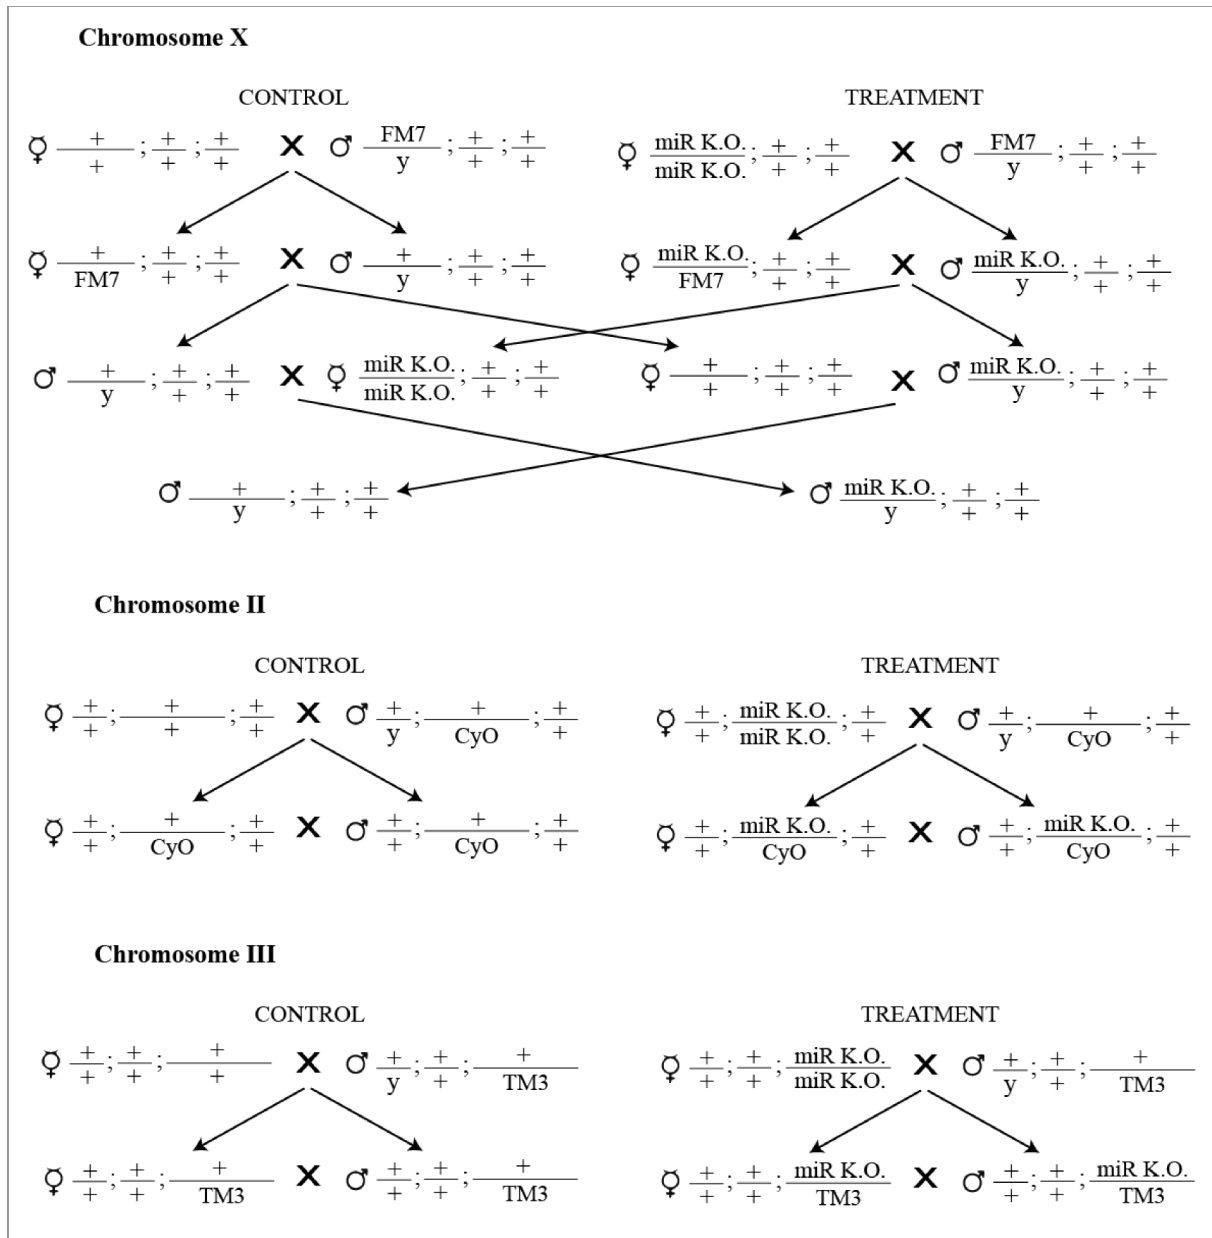 Chromosome X
CONTROL TREATMENT
☿ + ; + ; + X ♂ FM7 ; + ; + ☿ miR K.O. ; + ; + X ♂ FM7 ; + ; +
+ + + y + + miR K.O. + + y + +
☿ + ; + ; + X ♂ + ; + ; + ☿ miR K.O. ; + ; + X ♂ miR K.O. ; + ; +
FM7 + + y + + FM7 + + y + +
♂ + ; + ; + X ☿ miR K.O. ; + ; + ☿ + ; + ; + X ♂ miR K.O. ; + ; +
y + + miR K.O. + + + + + y + +
♂ + ; + ; + ♂ miR K.O. ; + ; +
y + + y + +
Chromosome II
CONTROL TREATMENT
☿ + ; + ; + X ♂ + ; + ; + ☿ + ; miR K.O. ; + X ♂ + ; + ; +
+ + + y CyO + + miR K.O. + y CyO +
☿ + ; + ; + X ♂ + ; + ; + ☿ + ; miR K.O. ; + X ♂ + ; miR K.O. ; +
+ CyO + + CyO + + CyO + + CyO +
Chromosome III
CONTROL TREATMENT
☿ + ; + ; + X ♂ + ; + ; + ☿ + ; + ; miR K.O. X ♂ + ; + ; +
+ + + y + TM3 + + miR K.O. y + TM3
☿ + ; + ; + X ♂ + ; + ; + ☿ + ; + ; miR K.O. X ♂ + ; + ; miR K.O.
+ + TM3 + + TM3 + + TM3 + + TM3